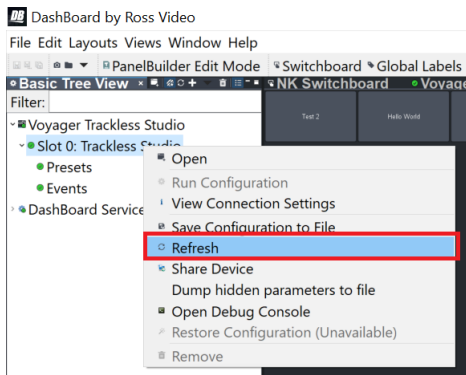 DB DashBoard by Ross Video
File Edit Layouts Views Window Help
PanelBuilder Edit Mode Switchboard Global Labels
Basic Tree View NK Switchboard
Filter:
Test 2 Hello World
Voyager Trackless Studio
Slot 0: Trackless Studio
Presets
Events
DashBoard Service
Open
Run Configuration
View Connection Settings
Save Configuration to File
Refresh
Share Device
Dump hidden parameters to file
Open Debug Console
Restore Configuration (Unavailable)
Remove